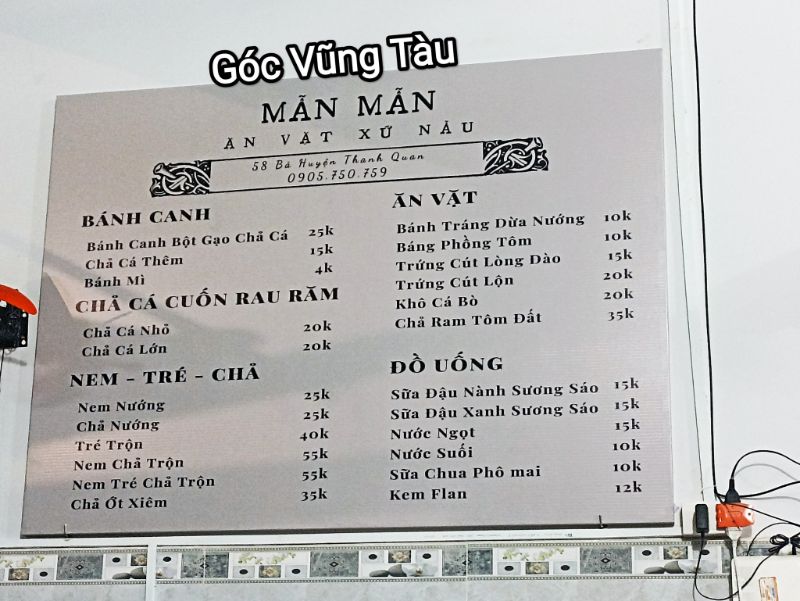 Góc Vũng Tàu
MẪN MẪN
ĂN VẶT XỨ NẢU
58 Bà Huyện Thanh Quan
0905.750.759
BÁNH CANH
Bánh Canh Bột Gạo Chả Cá 25k
Chả Cá Thêm 15k
Bánh Mì 4k
CHẢ CÁ CUỐN RAU RĂM
Chả Cá Nhỏ 20k
Chả Cá Lớn 20k
NEM - TRÉ - CHẢ
Nem Nướng 25k
Chả Nướng 25k
Tré Trộn 40k
Nem Chả Trộn 55k
Nem Tré Chả Trộn 55k
Chả Ớt Xiêm 35k
ĂN VẶT
Bánh Tráng Dừa Nướng 10k
Báng Phồng Tôm 10k
Trứng Cút Lòng Dào 15k
Trứng Cút Lộn 20k
Khô Cá Bò 20k
Chả Ram Tôm Đất 35k
ĐỒ UỐNG
Sữa Đậu Nành Sương Sáo 15k
Sữa Đậu Xanh Sương Sáo 15k
Nước Ngọt 15k
Nước Suối 10k
Sữa Chua Phô mai 10k
Kem Flan 12k